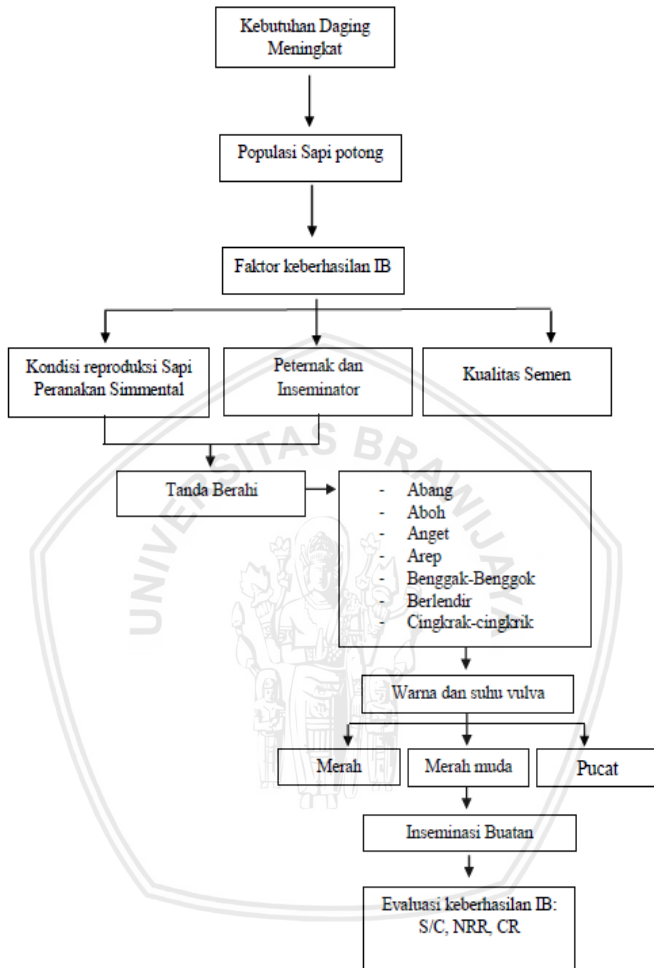 Kebutuhan Daging
Meningkat
Populasi Sapi potong
Faktor keberhasilan IB
Kondisi reproduksi Sapi
Peranakan Simmental
Peternak dan
Inseminator
Kualitas Semen
Tanda Berahi
- Abang
- Aboh
- Anget
- Arep
- Benggak-Benggok
- Berlendir
- Cingkrak-cingkrik
Warna dan suhu vulva
Merah
Merah muda
Pucat
Inseminasi Buatan
Evaluasi keberhasilan IB:
S/C, NRR, CR
UNIVERSITAS BRAWIJAYA